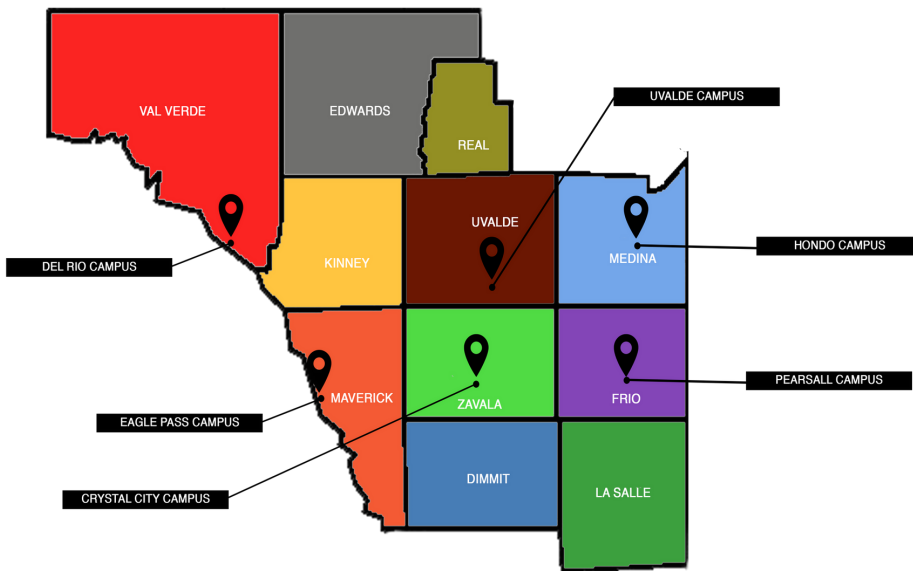 VAL VERDE
EDWARDS
UVALDE CAMPUS
REAL
UVALDE
HONDO CAMPUS
MEDINA
KINNEY
DEL RIO CAMPUS
PEARSALL CAMPUS
MAVERICK
ZAVALA
FRIO
EAGLE PASS CAMPUS
DIMMIT
LA SALLE
CRYSTAL CITY CAMPUS